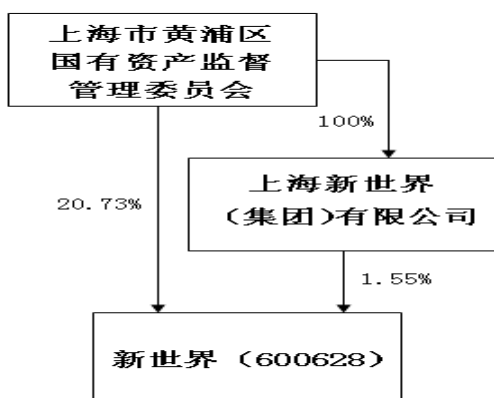 上海市黄浦区
国有资产监督
管理委员会
100%
上海新世界
(集团)有限公司
20.73%
1.55%
新世界（600628）